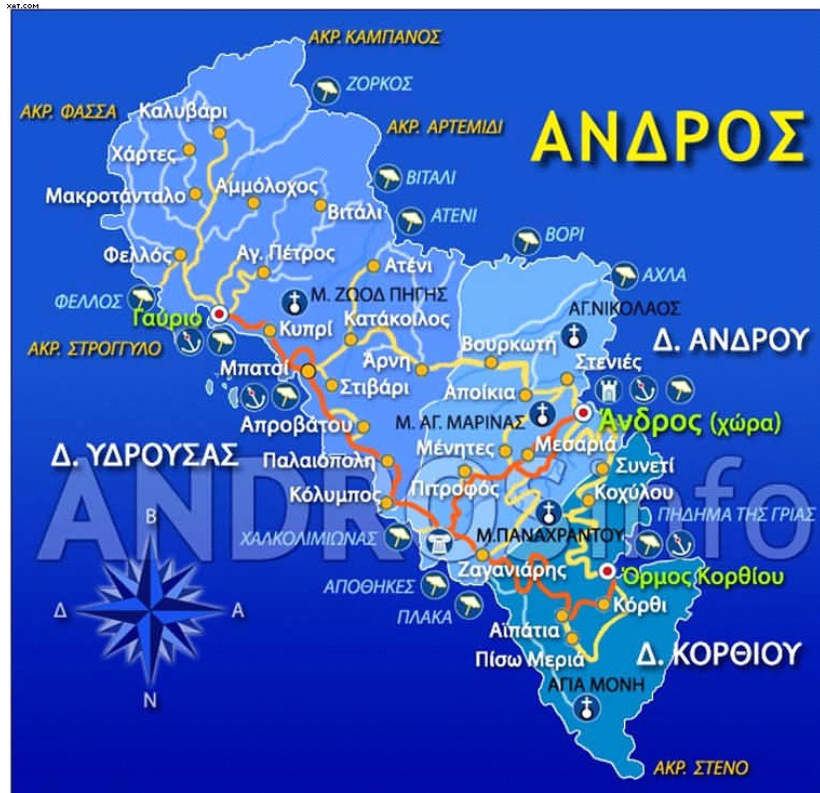 XAT.COM
ΑΚΡ. ΚΑΜΠΑΝΟΣ
ΖΟΡΚΟΣ
ΑΚΡ. ΦΑΣΣΑ
Καλυβάρι
ΑΚΡ. ΑΡΤΕΜΙΔΙ
ΑΝΔΡΟΣ
Χάρτες
Μακροτάνταλο
Αμμόλοχος
ΒΙΤΑΛΙ
Βιτάλι
ΑΤΕΝΙ
ΒΟΡΙ
Φελλός
Αγ. Πέτρος
Ατένι
ΑΧΛΑ
ΦΕΛΛΟΣ
Μ. ΖΩΟΔ ΠΗΓΗΣ
ΑΓ.ΝΙΚΟΛΑΟΣ
Γαύριο
Κυπρί
Κατάκοιλος
Δ. ΑΝΔΡΟΥ
ΑΚΡ. ΣΤΡΟΓΓΥΛΟ
Βουρκωτή
Μπατσί
Άρνη
Στενιές
Στιβάρι
Αποίκια
Απροβάτου
Μ. ΑΓ. ΜΑΡΙΝΑΣ
Άνδρος (χώρα)
Δ. ΥΔΡΟΥΣΑΣ
Μένητες
Μεσαριά
Παλαιόπολη
Συνετί
Πιτροφός
Κόλυμπος
Κοχύλου
ANDROSinfo
Β
ΠΗΔΗΜΑ ΤΗΣ ΓΡΙΑΣ
ΧΑΛΚΟΛΙΜΙΩΝΑΣ
Μ.ΠΑΝΑΧΡΑΝΤΟΥ
Ζαγανιάρης
Όρμος Κορθίου
ΑΠΟΘΗΚΕΣ
Δ
Α
ΠΛΑΚΑ
Κόρθι
Αϊπάτια
Πίσω Μεριά
Δ. ΚΟΡΘΙΟΥ
ΑΓΙΑ ΜΟΝΗ
Ν
ΑΚΡ. ΣΤΕΝΟ